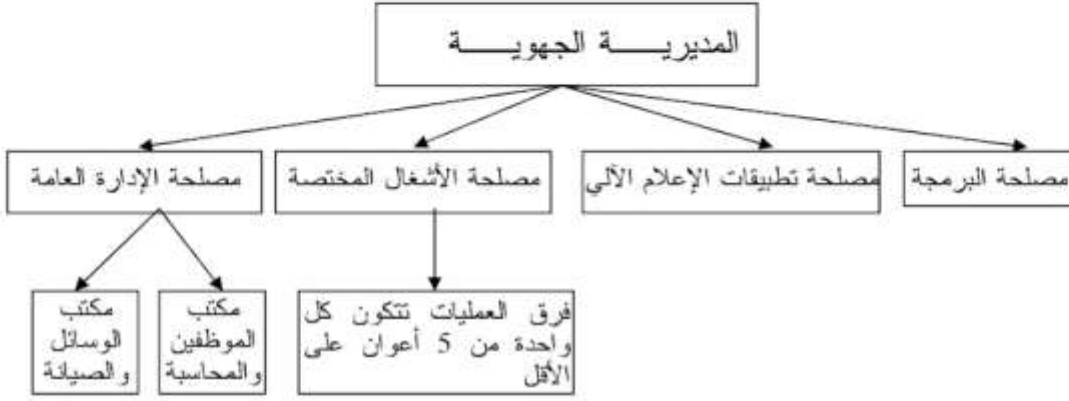 المديريـــــة الجهويـــــة
مصلحة البرمجة
مصلحة تطبيقات الإعلام الآلي
مصلحة الأشغال المختصة
مصلحة الإدارة العامة
فرق العمليات تتكون كل
واحدة من 5 أعوان على
الأقل
مكتب
الموظفين
والمحاسبة
مكتب
الوسائل
والصيانة